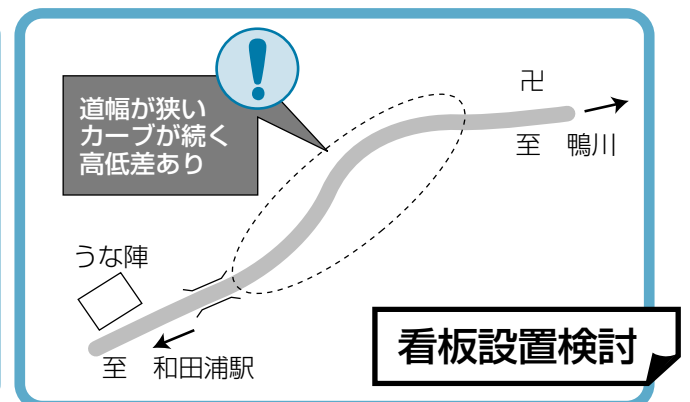 道幅が狭い
カーブが続く
高低差あり
卍
至 鴨川
うな陣
至 和田浦駅
看板設置検討